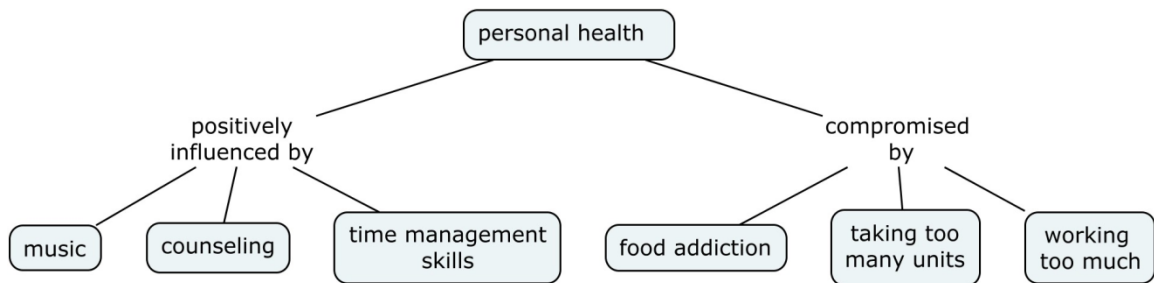 personal health
positively
influenced by
compromised
by
music
counseling
time management
skills
food addiction
taking too
many units
working
too much